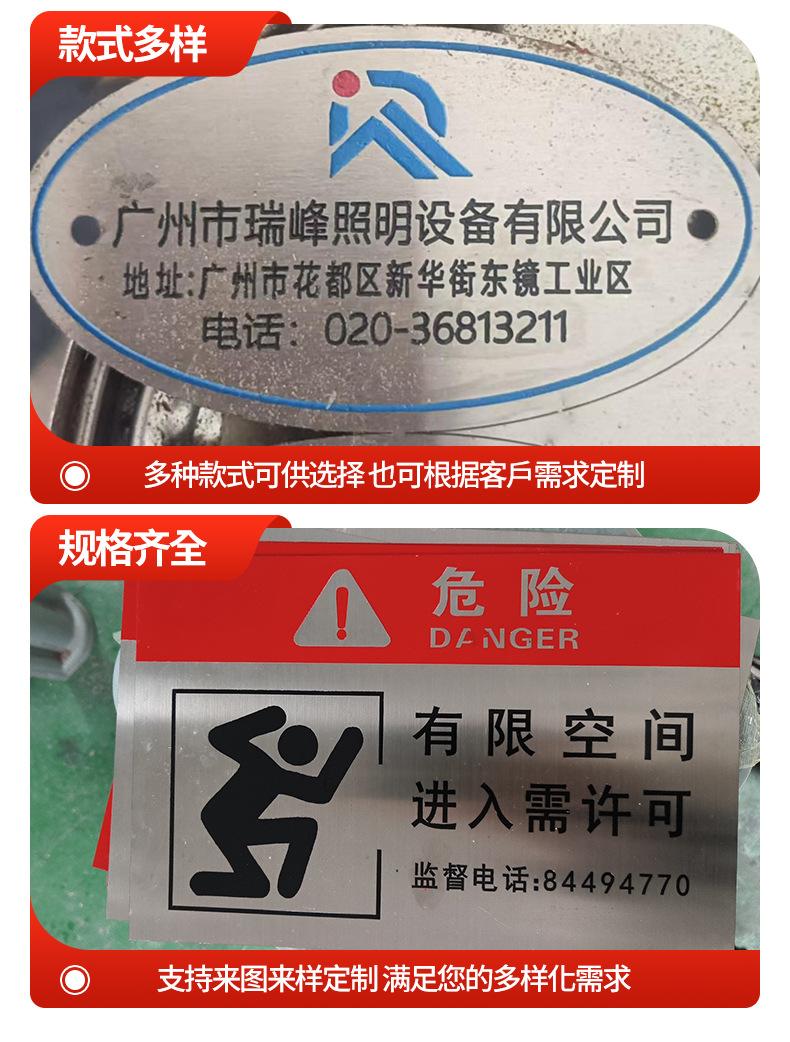 款式多样
广州市瑞峰照明设备有限公司
地址:广州市花都区新华街东镜工业区
电话: 020-36813211
多种款式可供选择 也可根据客戶需求定制
规格齐全
危险
DANGER
有限空间
进入需许可
监督电话:84494770
支持来图来样定制 满足您的多样化需求